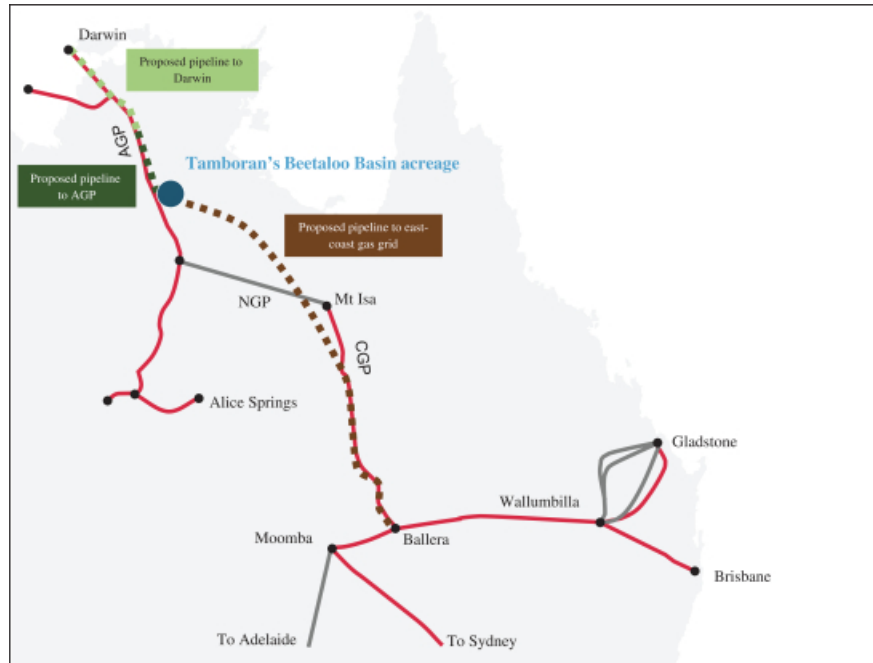 Darwin
Proposed pipeline to
Darwin
AGP
Tamboran's Beetaloo Basin acreage
Proposed pipeline
to AGP
Proposed pipeline to east-
coast gas grid
NGP
Mt Isa
CGP
Alice Springs
Gladstone
Wallumbilla
Moomba
Ballera
Brisbane
To Adelaide
To Sydney